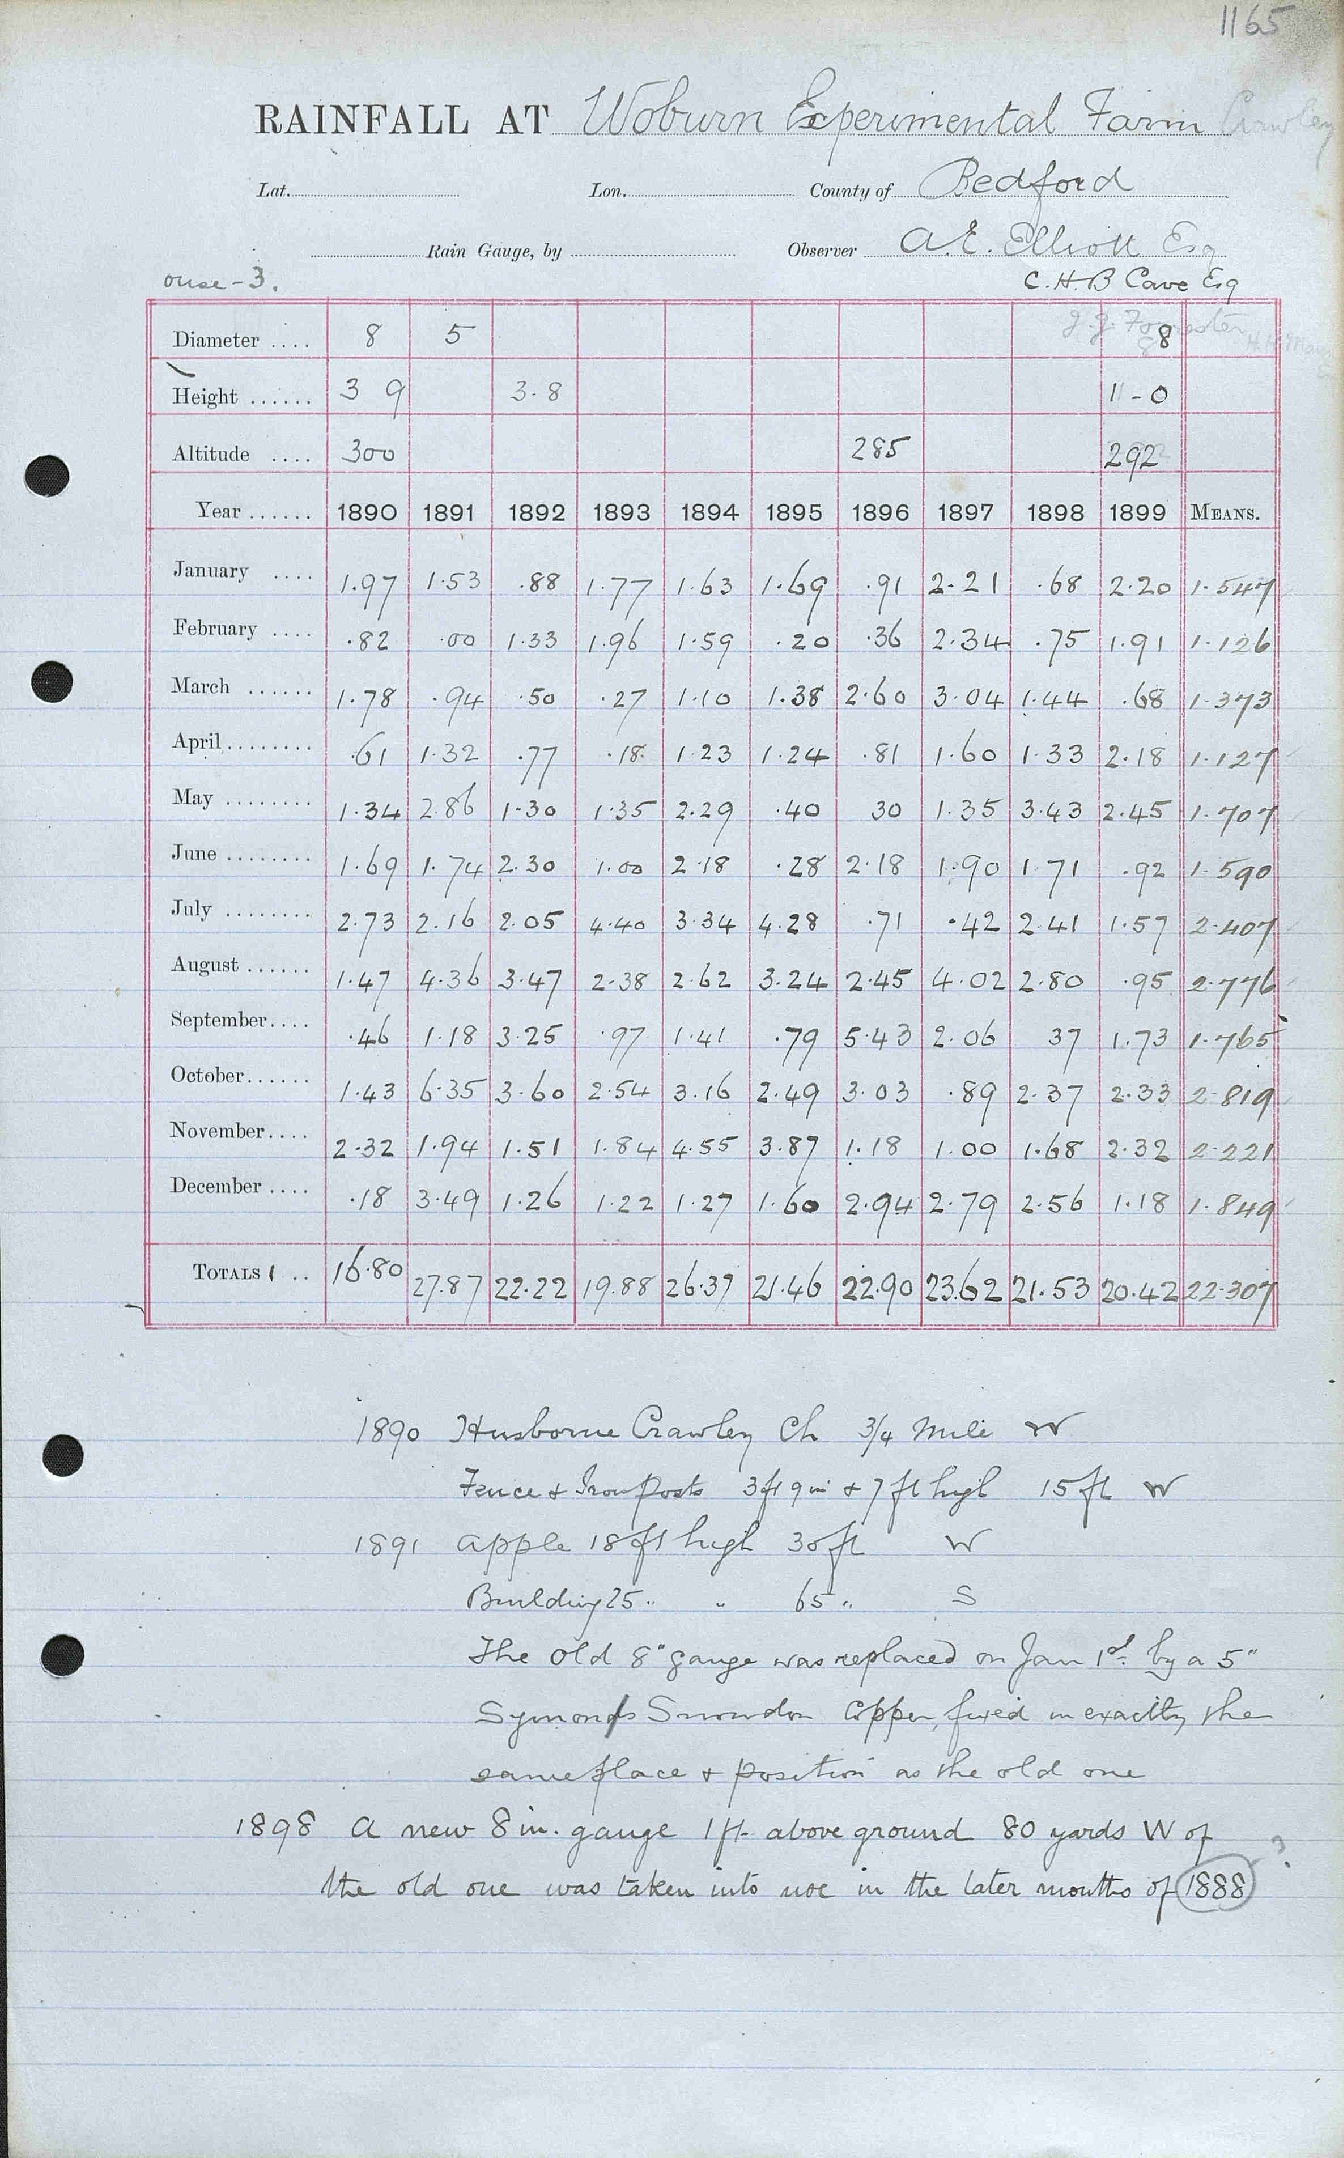 1165
RAINFALL AT Woburn Experimental Farm Crawley
Lat. Lon. County of Bedford
Rain Gauge, by Observer A.E. Elliott Esq
ouse - 3. C.H.B Cave Esq
J.J. Forrester
Diameter .... 8 5 8
Height ...... 3 9 3.8 11-0
Altitude .... 300 285 292
Year ...... 1890 1891 1892 1893 1894 1895 1896 1897 1898 1899 MEANS.
January .... 1.97 1.53 .88 1.77 1.63 1.69 .91 2.21 .68 2.20 1.547
February .... .82 .00 1.33 1.96 1.59 .20 .36 2.34 .75 1.91 1.126
March ...... 1.78 .94 .50 .27 1.10 1.38 2.60 3.04 1.44 .68 1.373
April........ .61 1.32 .77 .18 1.23 1.24 .81 1.60 1.33 2.18 1.127
May ........ 1.34 2.86 1.30 1.35 2.29 .40 30 1.35 3.43 2.45 1.707
June ........ 1.69 1.74 2.30 1.00 2.18 .28 2.18 1.90 1.71 .92 1.590
July ........ 2.73 2.16 2.05 4.40 3.34 4.28 .71 .42 2.41 1.57 2.407
August ...... 1.47 4.36 3.47 2.38 2.62 3.24 2.45 4.02 2.80 .95 2.776
September.... .46 1.18 3.25 .97 1.41 .79 5.43 2.06 37 1.73 1.765
October...... 1.43 6.35 3.60 2.54 3.16 2.49 3.03 .89 2.37 2.33 2.819
November.... 2.32 1.94 1.51 1.84 4.55 3.87 1.18 1.00 1.68 2.32 2.221
December .... .18 3.49 1.26 1.22 1.27 1.60 2.94 2.79 2.56 1.18 1.849
TOTALS .. 16.80 27.87 22.22 19.88 26.37 21.46 22.90 23.62 21.53 20.42 22.307
1890 Husborne Crawley Ch 3/4 Mile W
Fence & Iron Posts 3 ft 9 in & 7 ft high 15 ft W
1891 Apple 18 ft high 30 ft W
Building 25 " " 65 " S
The old 8" gauge was replaced on Jan 1st by a 5"
Symons Snowdon Copper, fixed in exactly the
same place & position as the old one
1898 A new 8 in. gauge 1 ft. above ground 80 yards W of
the old one was taken into use in the later months of 1888 ?